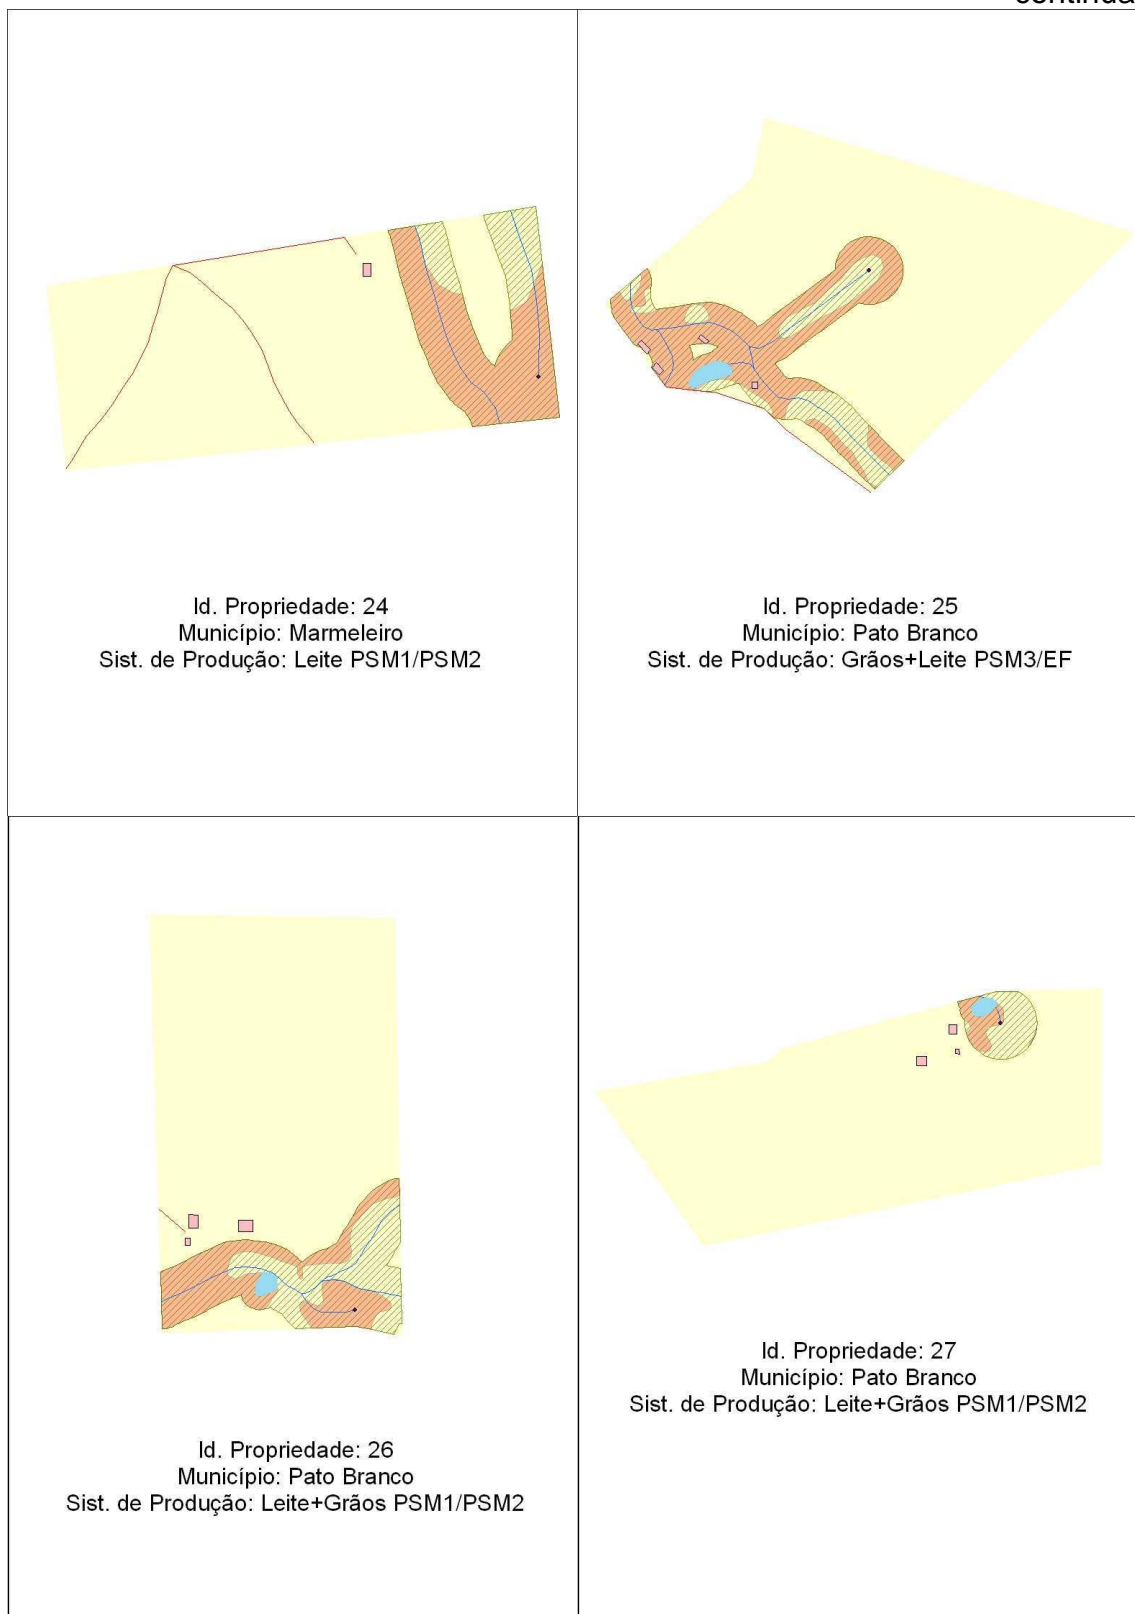 continua
Id. Propriedade: 24
Município: Marmeleiro
Sist. de Produção: Leite PSM1/PSM2
Id. Propriedade: 25
Município: Pato Branco
Sist. de Produção: Grãos+Leite PSM3/EF
Id. Propriedade: 26
Município: Pato Branco
Sist. de Produção: Leite+Grãos PSM1/PSM2
Id. Propriedade: 27
Município: Pato Branco
Sist. de Produção: Leite+Grãos PSM1/PSM2